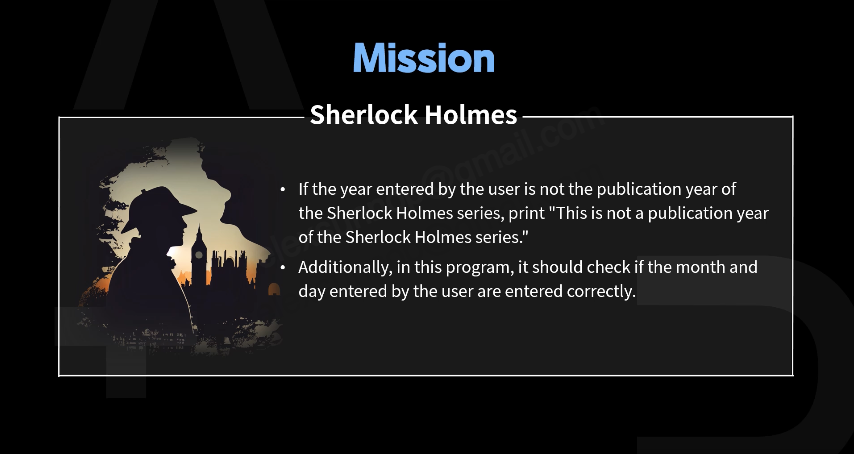 Mission
Sherlock Holmes
• If the year entered by the user is not the publication year of
the Sherlock Holmes series, print "This is not a publication year
of the Sherlock Holmes series."
• Additionally, in this program, it should check if the month and
day entered by the user are entered correctly.
@gmail.com